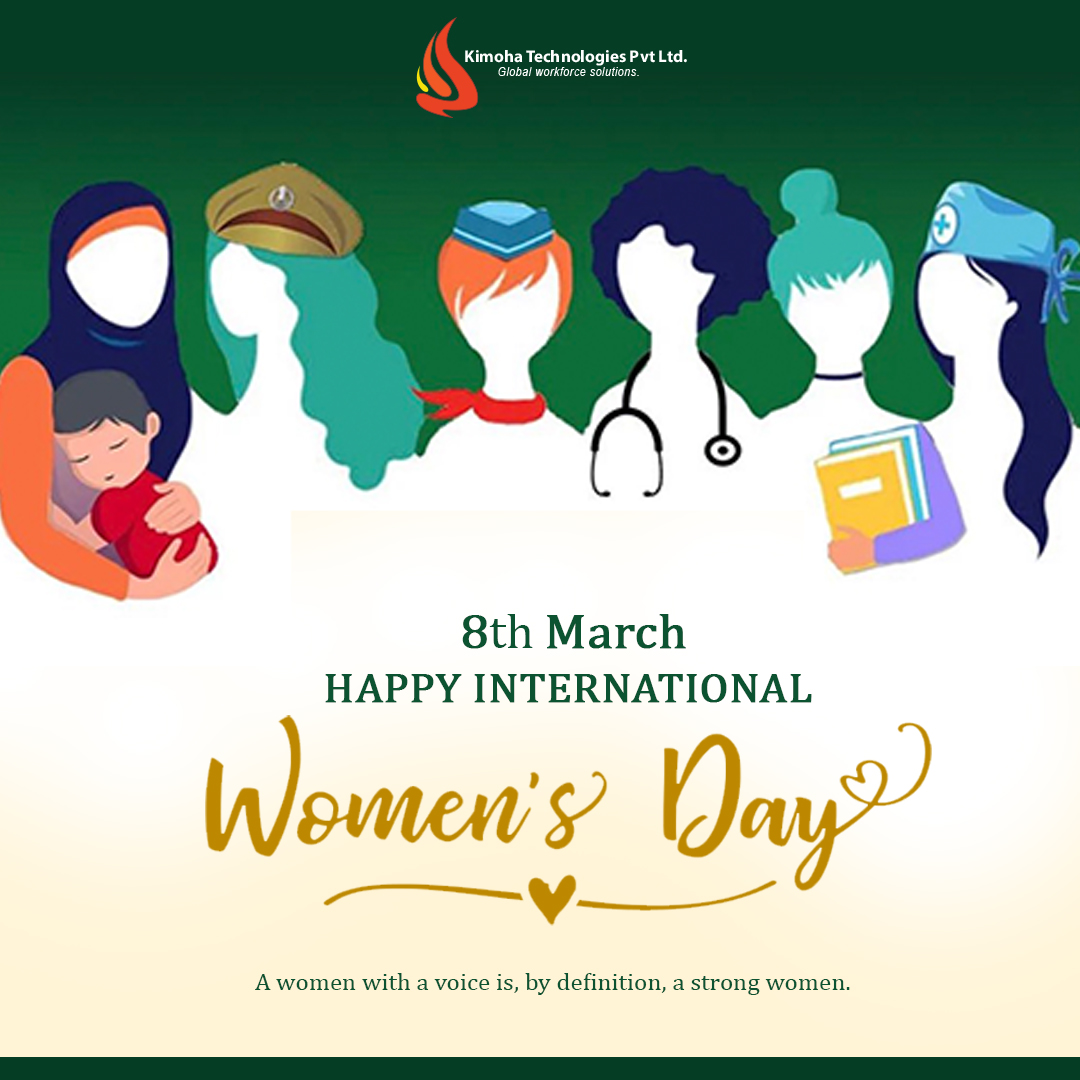 Kimoha Technologies Pvt Ltd.
Global workforce solutions.
8th March
HAPPY INTERNATIONAL
Women's Day
A women with a voice is, by definition, a strong women.